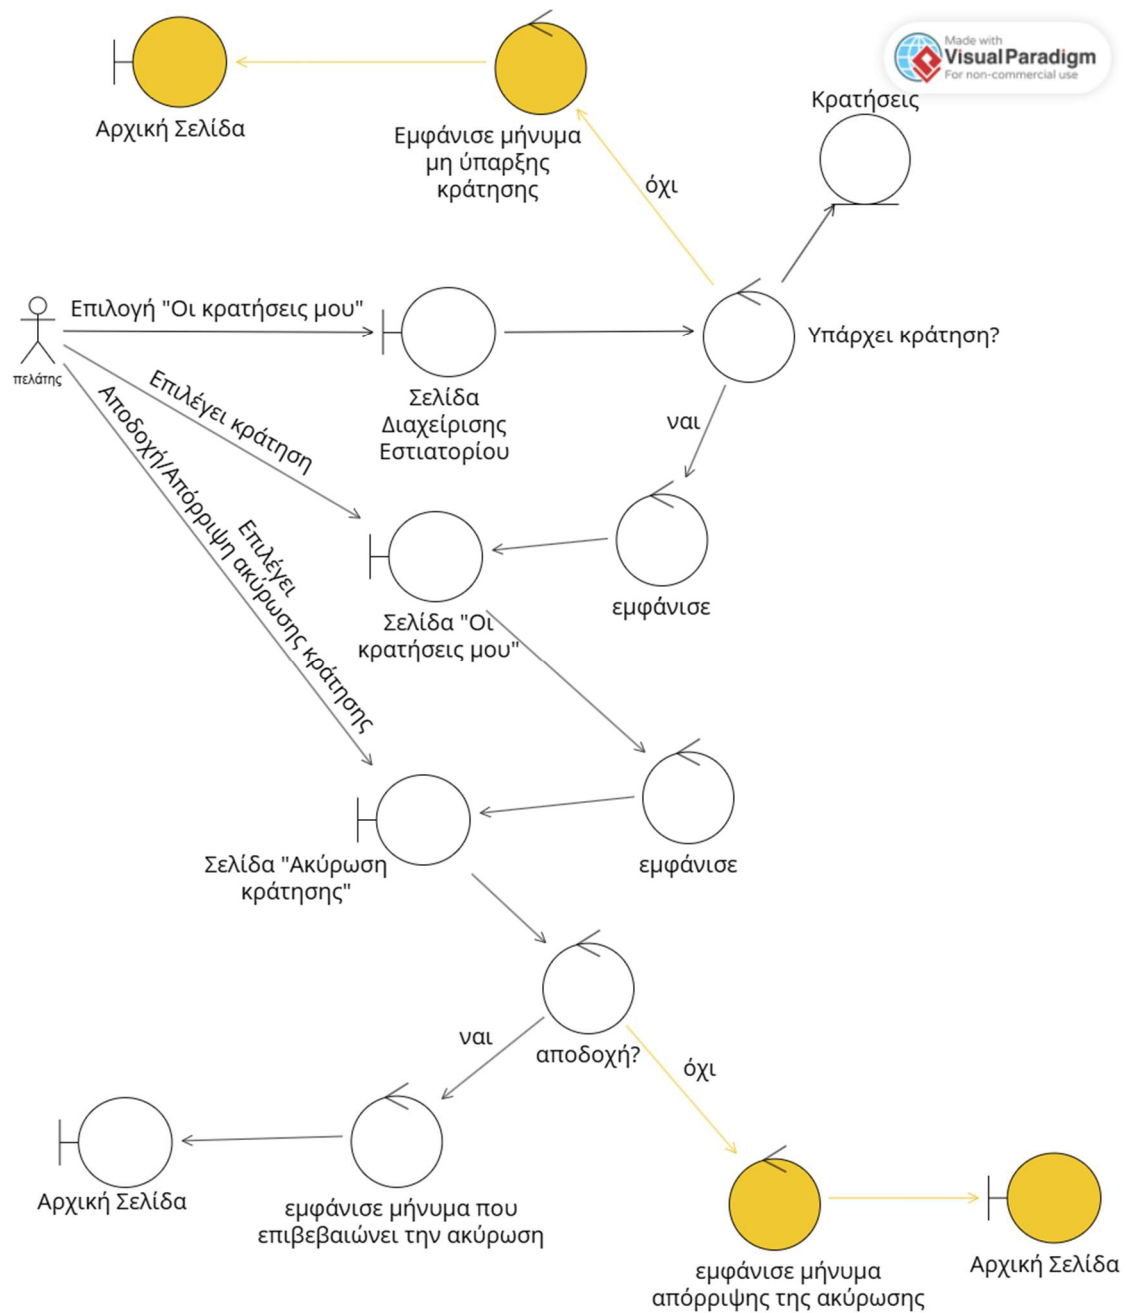 Made with
Visual Paradigm
For non-commercial use
Κρατήσεις
Αρχική Σελίδα
Εμφάνισε μήνυμα
μη ύπαρξης
κράτησης
όχι
Επιλογή "Οι κρατήσεις μου"
Υπάρχει κράτηση?
πελάτης
Σελίδα
Διαχείρισης
Εστιατορίου
ναι
Επιλέγει κράτηση
Επιλέγει
Αποδοχή/Απόρριψη ακύρωσης κράτησης
εμφάνισε
Σελίδα "Οι
κρατήσεις μου"
Σελίδα "Ακύρωση
κράτησης"
εμφάνισε
ναι
αποδοχή?
όχι
Αρχική Σελίδα
εμφάνισε μήνυμα που
επιβεβαιώνει την ακύρωση
εμφάνισε μήνυμα
απόρριψης της ακύρωσης
Αρχική Σελίδα